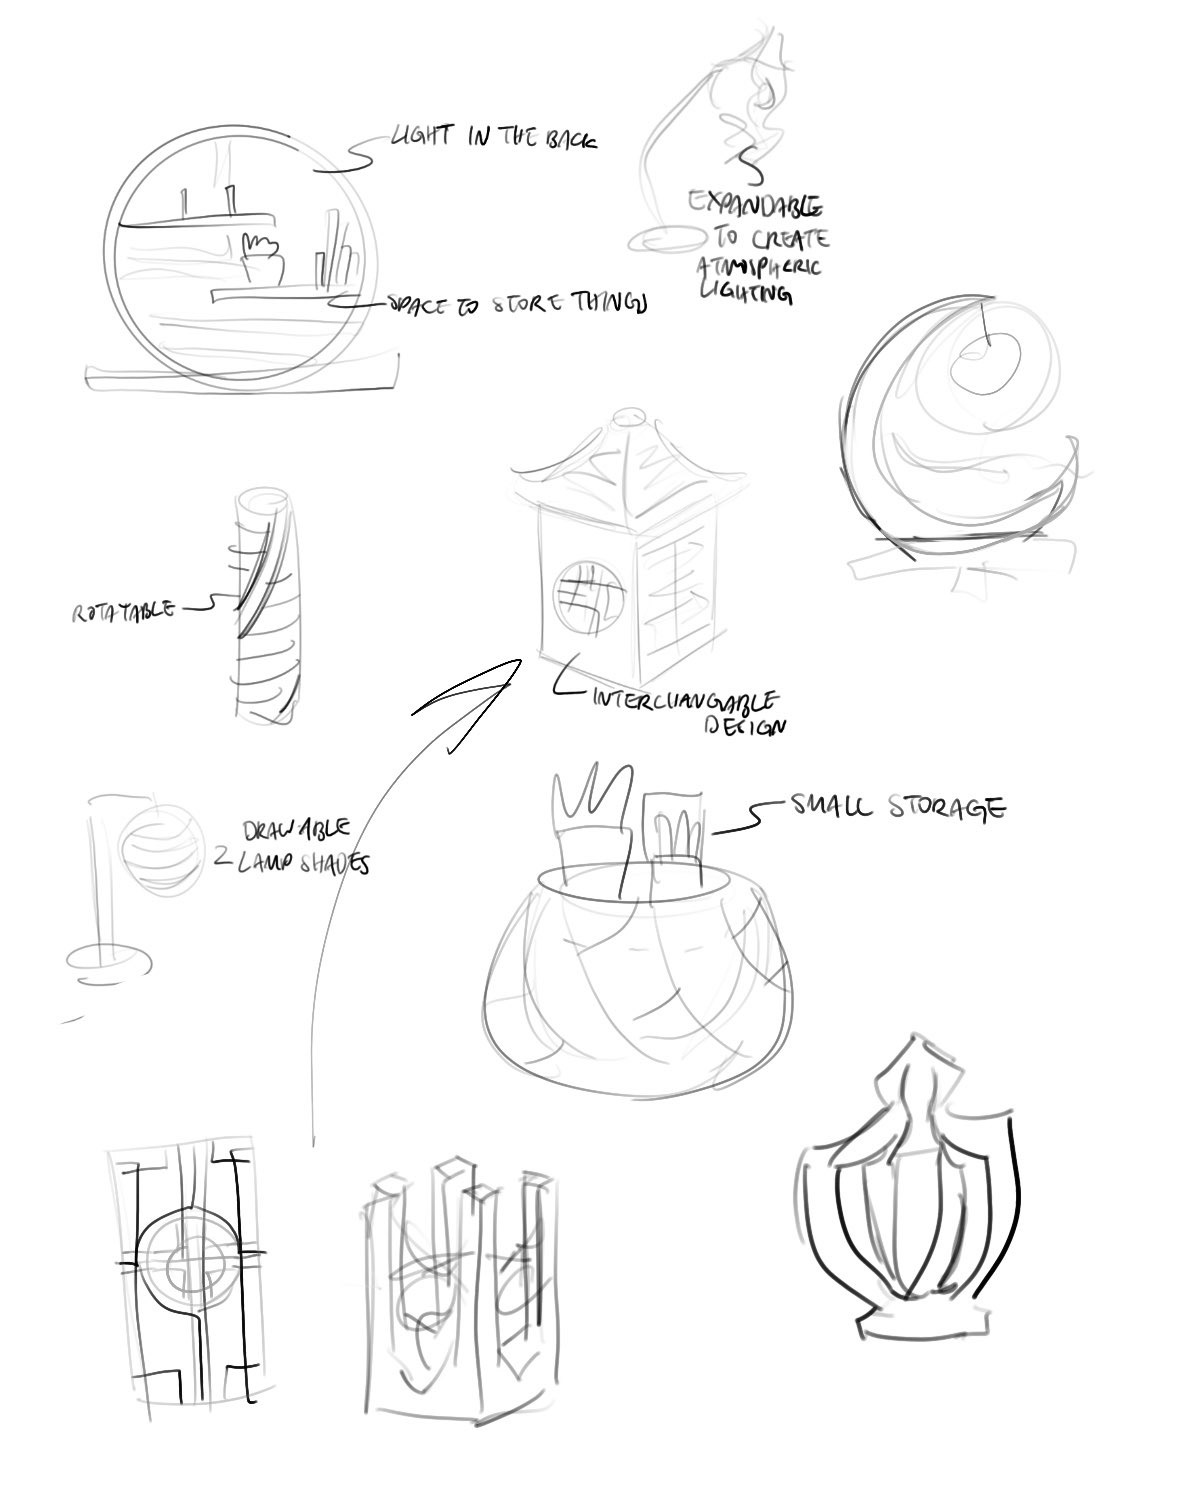 LIGHT IN THE BACK
EXPANDABLE
TO CREATE
ATMOSPHERIC
LIGHTING
SPACE TO STORE THINGS
ROTATABLE
INTERCHANGABLE
DESIGN
SMALL STORAGE
DRAWABLE
LAMP SHADES